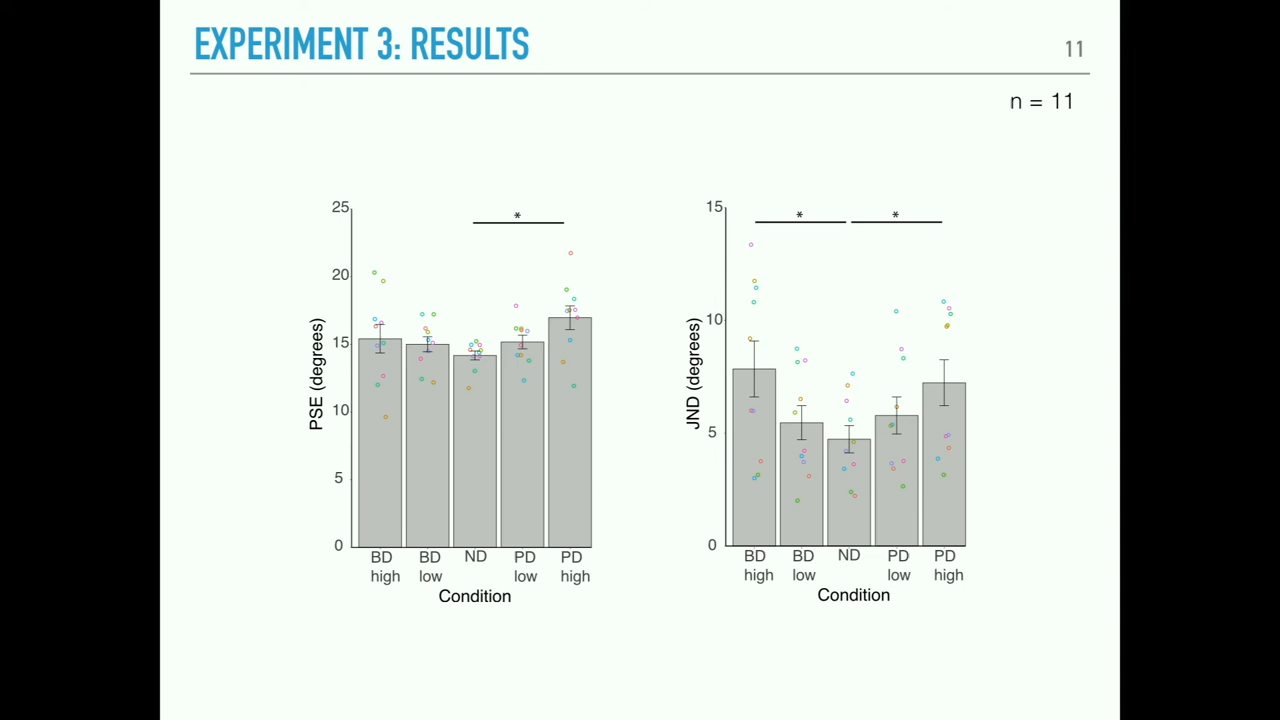 EXPERIMENT 3: RESULTS
11
n = 11
25
20
15
10
5
0
PSE (degrees)
*
BD high
BD low
ND
PD low
PD high
Condition
15
10
5
0
JND (degrees)
*
*
BD high
BD low
ND
PD low
PD high
Condition